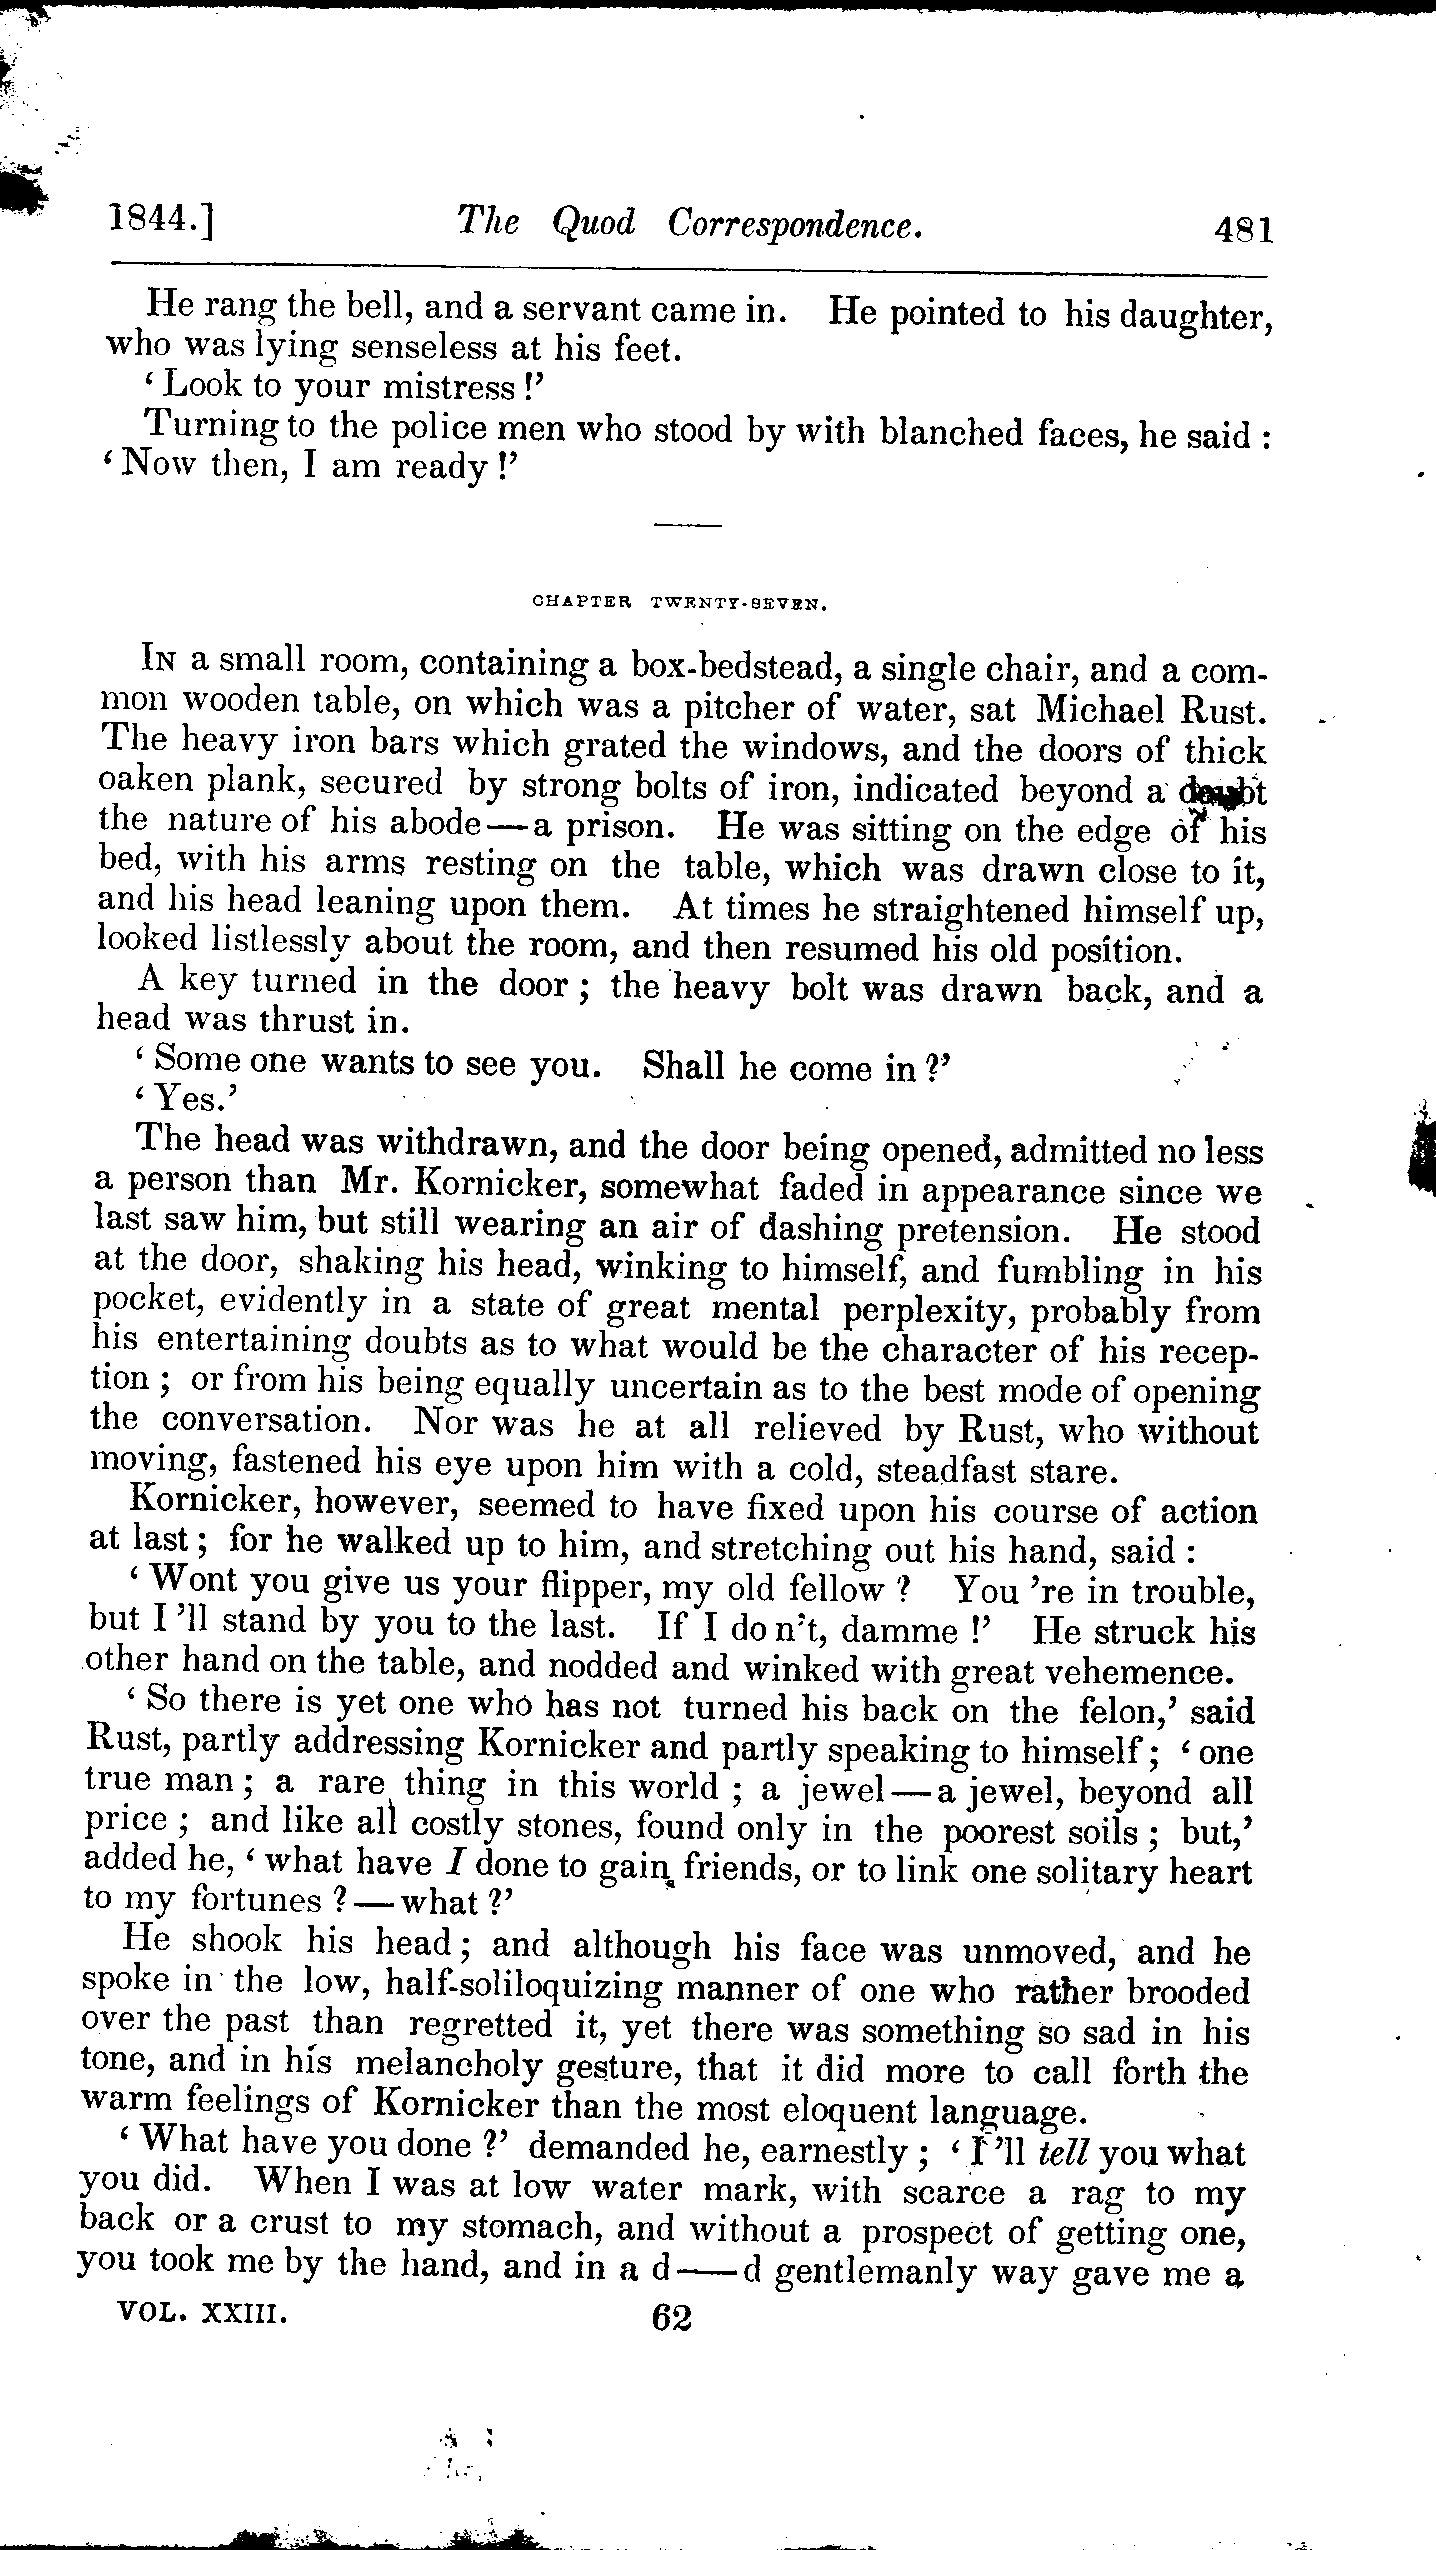 1844.] The Quod Correspondence. 481
He rang the bell, and a servant came in. He pointed to his daughter,
who was lying senseless at his feet.
‘Look to your mistress!’
Turning to the police men who stood by with blanched faces, he said:
‘Now then, I am ready!’
CHAPTER TWENTY-SEVEN.
IN a small room, containing a box-bedstead, a single chair, and a com-
mon wooden table, on which was a pitcher of water, sat Michael Rust.
The heavy iron bars which grated the windows, and the doors of thick
oaken plank, secured by strong bolts of iron, indicated beyond a doubt
the nature of his abode—a prison. He was sitting on the edge of his
bed, with his arms resting on the table, which was drawn close to it,
and his head leaning upon them. At times he straightened himself up,
looked listlessly about the room, and then resumed his old position.
A key turned in the door; the heavy bolt was drawn back, and a
head was thrust in.
‘Some one wants to see you. Shall he come in?’
‘Yes.’
The head was withdrawn, and the door being opened, admitted no less
a person than Mr. Kornicker, somewhat faded in appearance since we
last saw him, but still wearing an air of dashing pretension. He stood
at the door, shaking his head, winking to himself, and fumbling in his
pocket, evidently in a state of great mental perplexity, probably from
his entertaining doubts as to what would be the character of his recep-
tion; or from his being equally uncertain as to the best mode of opening
the conversation. Nor was he at all relieved by Rust, who without
moving, fastened his eye upon him with a cold, steadfast stare.
Kornicker, however, seemed to have fixed upon his course of action
at last; for he walked up to him, and stretching out his hand, said:
‘Wont you give us your flipper, my old fellow? You 're in trouble,
but I 'll stand by you to the last. If I do n't, damme!’ He struck his
other hand on the table, and nodded and winked with great vehemence.
‘So there is yet one who has not turned his back on the felon,’ said
Rust, partly addressing Kornicker and partly speaking to himself; ‘one
true man; a rare thing in this world; a jewel—a jewel, beyond all
price; and like all costly stones, found only in the poorest soils; but,’
added he, ‘what have I done to gain friends, or to link one solitary heart
to my fortunes?—what?’
He shook his head; and although his face was unmoved, and he
spoke in the low, half-soliloquizing manner of one who rather brooded
over the past than regretted it, yet there was something so sad in his
tone, and in his melancholy gesture, that it did more to call forth the
warm feelings of Kornicker than the most eloquent language.
‘What have you done?’ demanded he, earnestly; ‘I 'll tell you what
you did. When I was at low water mark, with scarce a rag to my
back or a crust to my stomach, and without a prospect of getting one,
you took me by the hand, and in a d——d gentlemanly way gave me a
VOL. XXIII. 62